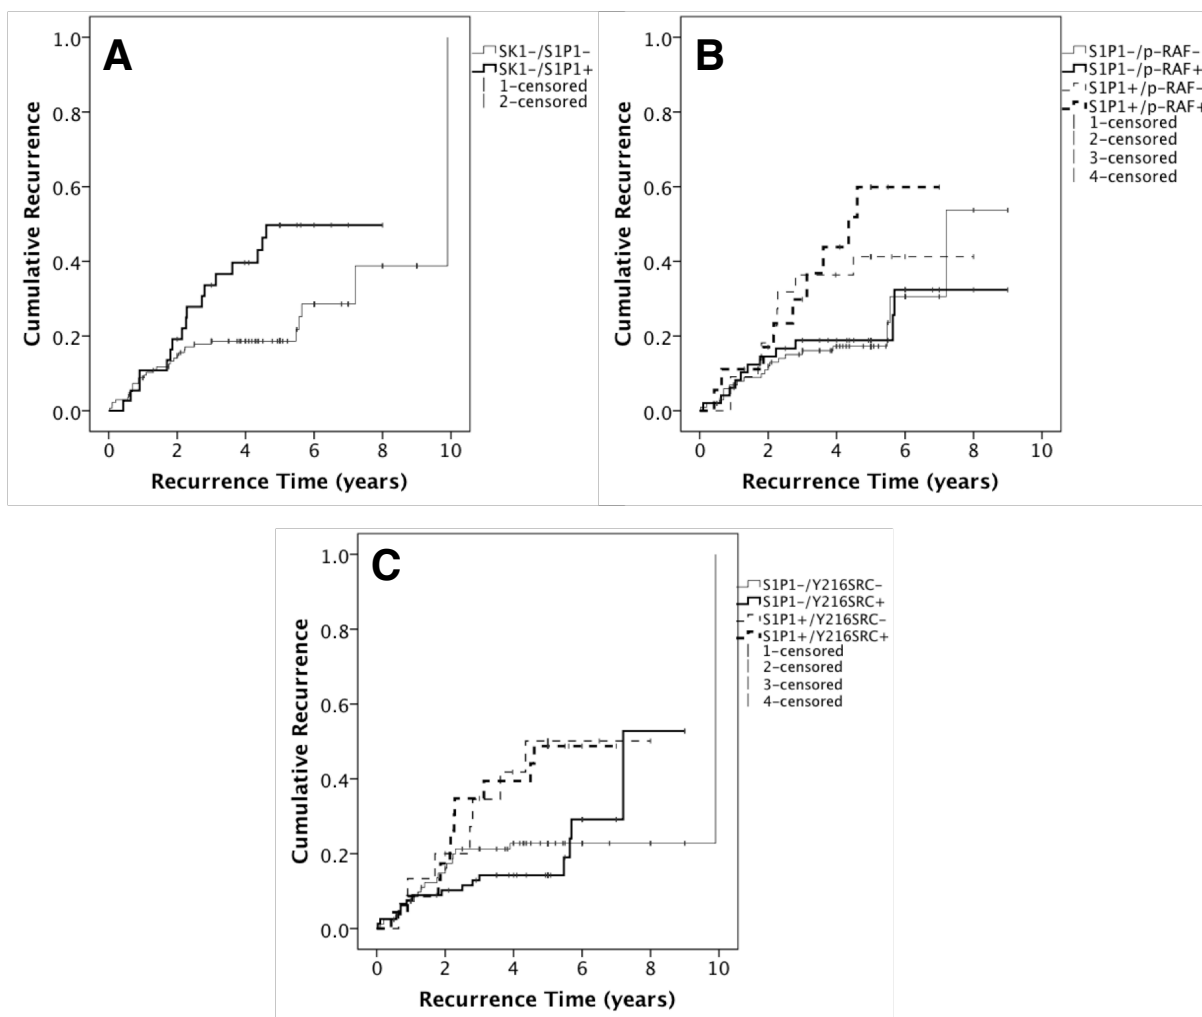 A
Cumulative Recurrence
1.0
0.8
0.6
0.4
0.2
0.0
0 2 4 6 8 10
Recurrence Time (years)
SK1-/S1P1-
SK1-/S1P1+
1-censored
2-censored
B
Cumulative Recurrence
1.0
0.8
0.6
0.4
0.2
0.0
0 2 4 6 8 10
Recurrence Time (years)
S1P1-/p-RAF-
S1P1-/p-RAF+
S1P1+/p-RAF-
S1P1+/p-RAF+
1-censored
2-censored
3-censored
4-censored
C
Cumulative Recurrence
1.0
0.8
0.6
0.4
0.2
0.0
0 2 4 6 8 10
Recurrence Time (years)
S1P1-/Y216SRC-
S1P1-/Y216SRC+
S1P1+/Y216SRC-
S1P1+/Y216SRC+
1-censored
2-censored
3-censored
4-censored